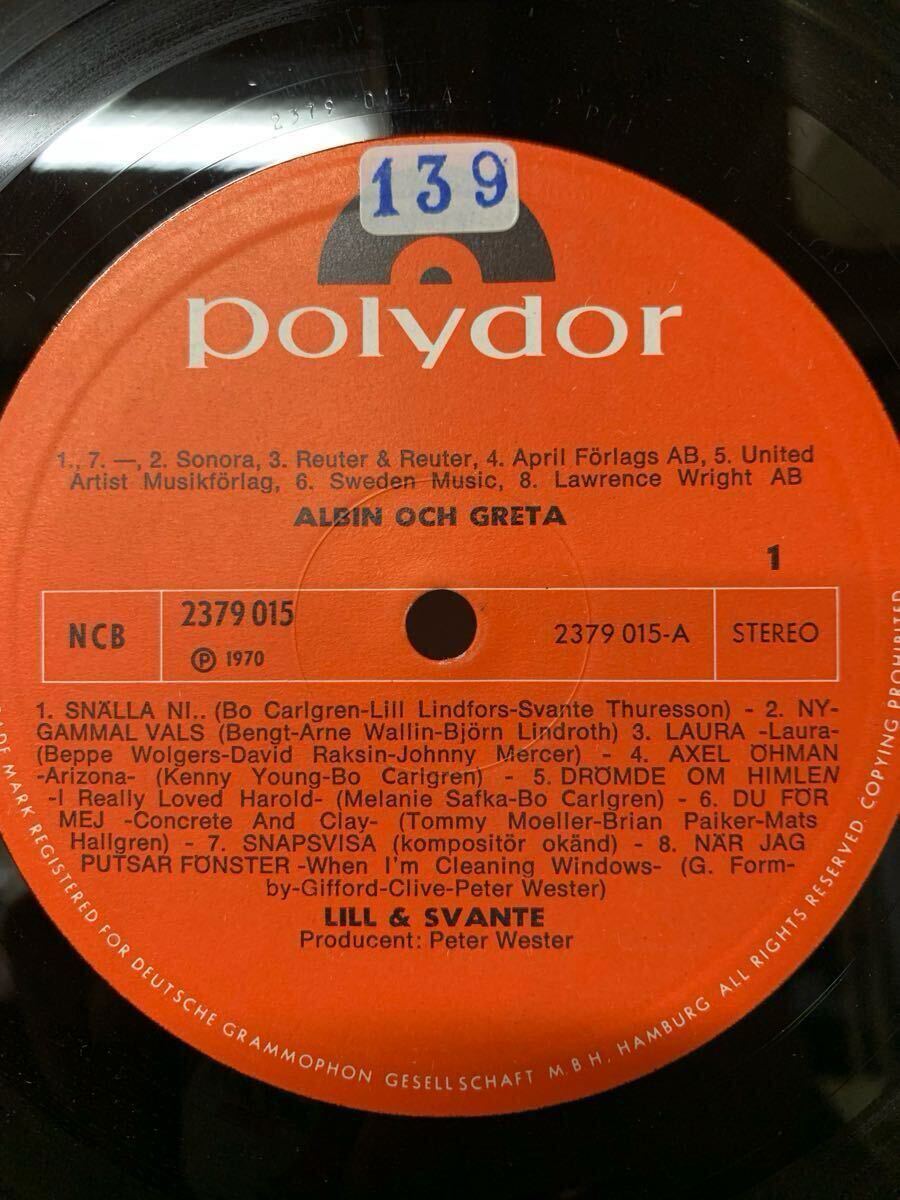 2379 015 A
139
polydor
1., 7. —, 2. Sonora, 3. Reuter & Reuter, 4. April Förlags AB, 5. United
Artist Musikförlag, 6. Sweden Music, 8. Lawrence Wright AB
ALBIN OCH GRETA
1
NCB
2379 015
Ⓟ 1970
2379 015-A
STEREO
1. SNÄLLA NI.. (Bo Carlgren-Lill Lindfors-Svante Thuresson) - 2. NY-
GAMMAL VALS (Bengt-Arne Wallin-Björn Lindroth) 3. LAURA -Laura-
(Beppe Wolgers-David Raksin-Johnny Mercer) - 4. AXEL ÖHMAN
-Arizona- (Kenny Young-Bo Carlgren) - 5. DRÖMDE OM HIMLEN
-I Really Loved Harold- (Melanie Safka-Bo Carlgren) - 6. DU FÖR
MEJ -Concrete And Clay- (Tommy Moeller-Brian Paiker-Mats
Hallgren) - 7. SNAPSVISA (kompositör okänd) - 8. NÄR JAG
PUTSAR FÖNSTER -When I'm Cleaning Windows- (G. Form-
by-Gifford-Clive-Peter Wester)
LILL & SVANTE
Producent: Peter Wester
MARK REGISTERED FOR DEUTSCHE GRAMMOPHON GESELLSCHAFT M.B.H, HAMBURG ALL RIGHTS RESERVED. COPYING PROHIBITED